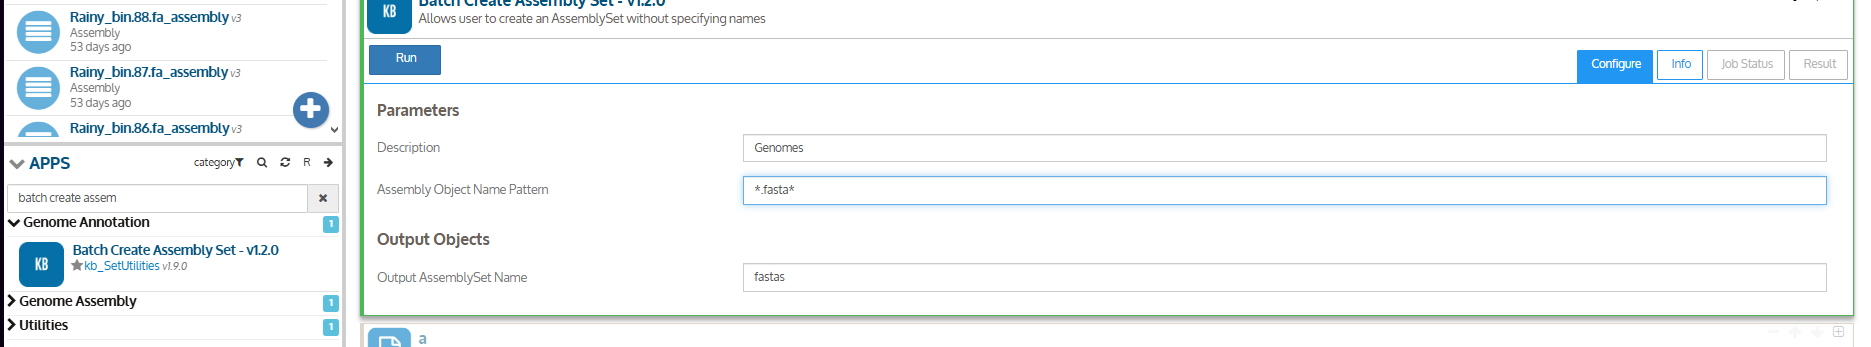 Rainy_bin.88.fa_assembly v3
Assembly
53 days ago
Rainy_bin.87.fa_assembly v3
Assembly
53 days ago
Rainy_bin.86.fa_assembly v3
APPS category R
batch create assem
Genome Annotation 1
KB Batch Create Assembly Set - v1.2.0
kb_SetUtilities v1.9.0
Genome Assembly 1
Utilities 1
KB Batch Create Assembly Set - v1.2.0
Allows user to create an AssemblySet without specifying names
Run Configure Info Job Status Result
Parameters
Description Genomes
Assembly Object Name Pattern *.fasta*
Output Objects
Output AssemblySet Name fastas
a